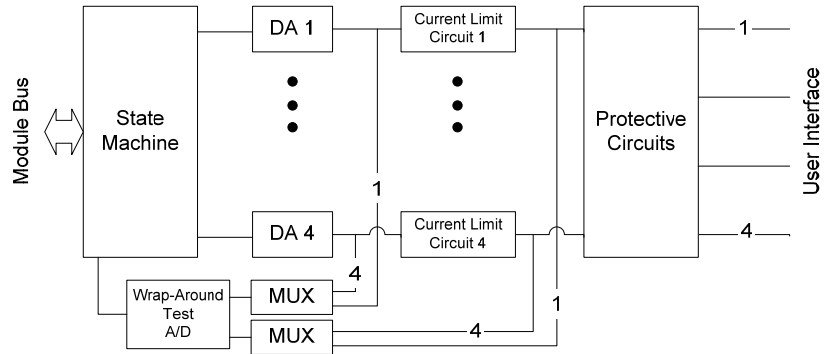 Module Bus
State
Machine
DA 1
Current Limit
Circuit 1
Protective
Circuits
1
User Interface
1
DA 4
Current Limit
Circuit 4
4
4
Wrap-Around
Test
A/D
MUX
MUX
4
1